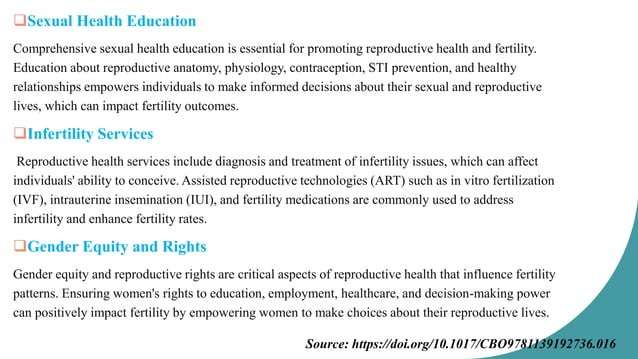 ❑Sexual Health Education
Comprehensive sexual health education is essential for promoting reproductive health and fertility.
Education about reproductive anatomy, physiology, contraception, STI prevention, and healthy
relationships empowers individuals to make informed decisions about their sexual and reproductive
lives, which can impact fertility outcomes.
❑Infertility Services
Reproductive health services include diagnosis and treatment of infertility issues, which can affect
individuals' ability to conceive. Assisted reproductive technologies (ART) such as in vitro fertilization
(IVF), intrauterine insemination (IUI), and fertility medications are commonly used to address
infertility and enhance fertility rates.
❑Gender Equity and Rights
Gender equity and reproductive rights are critical aspects of reproductive health that influence fertility
patterns. Ensuring women's rights to education, employment, healthcare, and decision-making power
can positively impact fertility by empowering women to make choices about their reproductive lives.
Source: https://doi.org/10.1017/CBO9781139192736.016